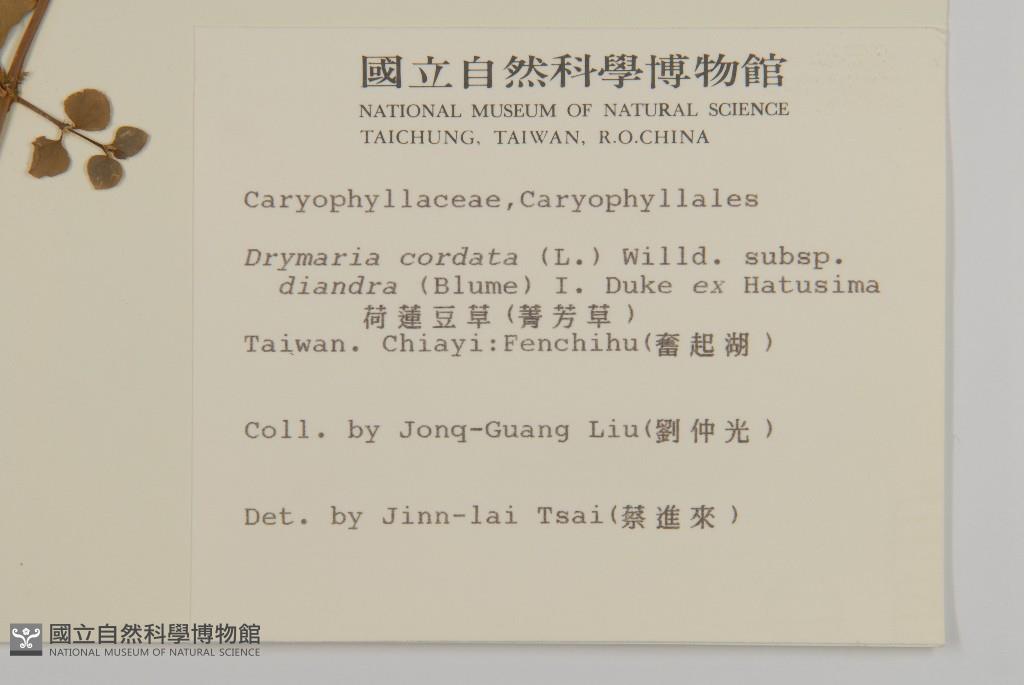 國立自然科學博物館
NATIONAL MUSEUM OF NATURAL SCIENCE
TAICHUNG, TAIWAN, R.O.CHINA
Caryophyllaceae,Caryophyllales
Drymaria cordata (L.) Willd. subsp.
diandra (Blume) I. Duke ex Hatusima
荷蓮豆草(菁芳草)
Taiwan. Chiayi:Fenchihu(奮起湖)
Coll. by Jonq-Guang Liu(劉仲光)
Det. by Jinn-lai Tsai(蔡進來)
國立自然科學博物館
NATIONAL MUSEUM OF NATURAL SCIENCE